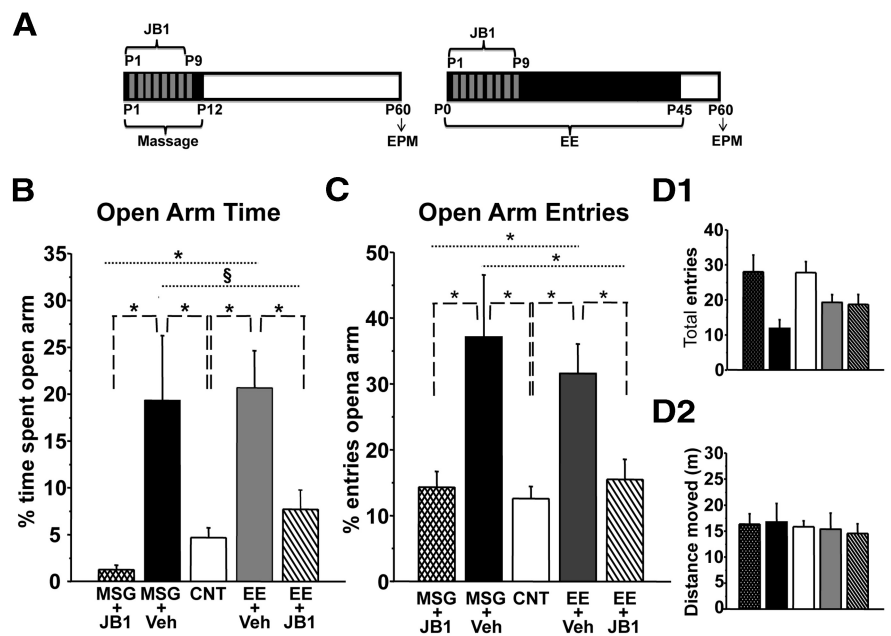 A
JB1
P1 P9
P1 P12 P60
Massage
EPM
JB1
P1 P9
P0 P45 P60
EE
EPM
B
Open Arm Time
% time spent open arm
35
30
25
20
15
10
5
0
*
§
* * * *
MSG + JB1
MSG + Veh
CNT
EE + Veh
EE + JB1
C
Open Arm Entries
% entries opena arm
50
40
30
20
10
0
*
*
* * * *
MSG + JB1
MSG + Veh
CNT
EE + Veh
EE + JB1
D1
Total entries
40
30
20
10
0
D2
Distance moved (m)
30
25
20
15
10
5
0